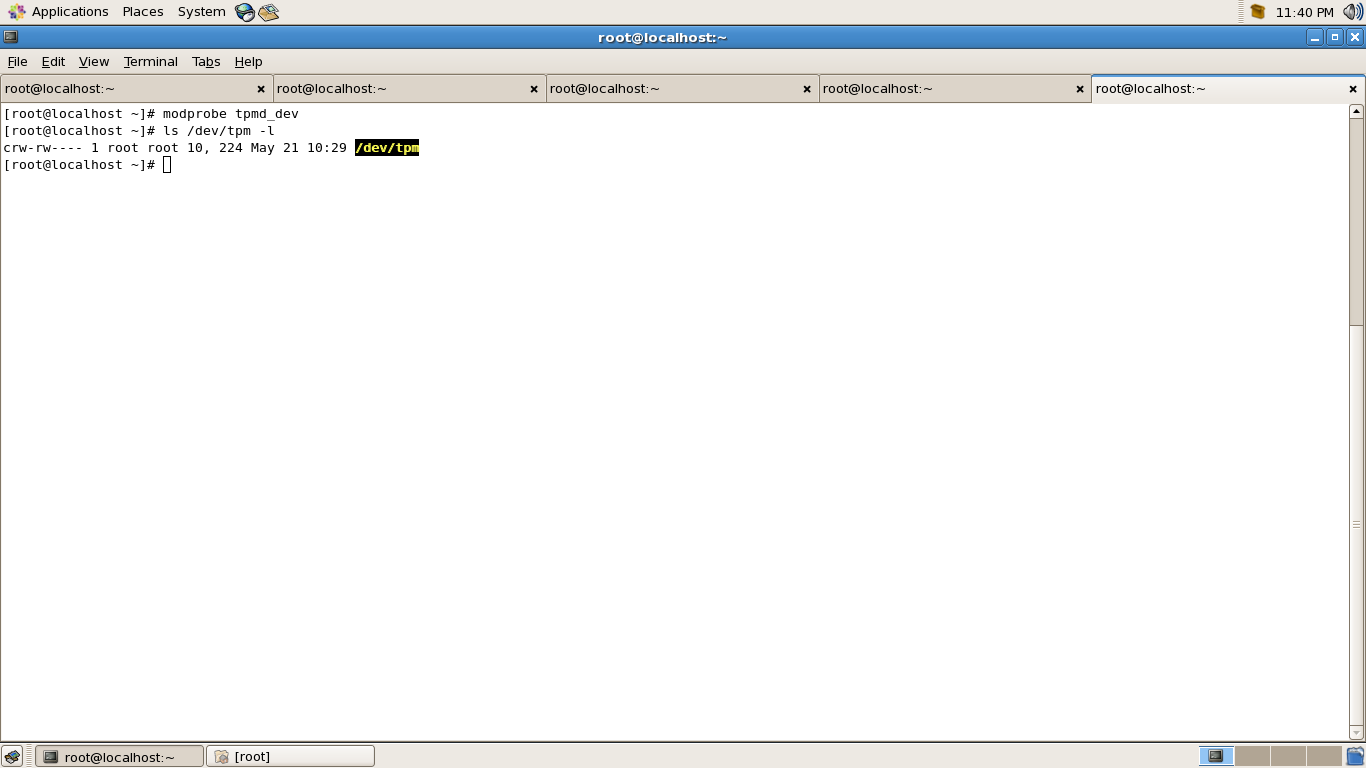 Applications Places System 11:40 PM
root@localhost:~
File Edit View Terminal Tabs Help
root@localhost:~ root@localhost:~ root@localhost:~ root@localhost:~ root@localhost:~
[root@localhost ~]# modprobe tpmd_dev
[root@localhost ~]# ls /dev/tpm -l
crw-rw---- 1 root root 10, 224 May 21 10:29 /dev/tpm
[root@localhost ~]#
root@localhost:~ [root]